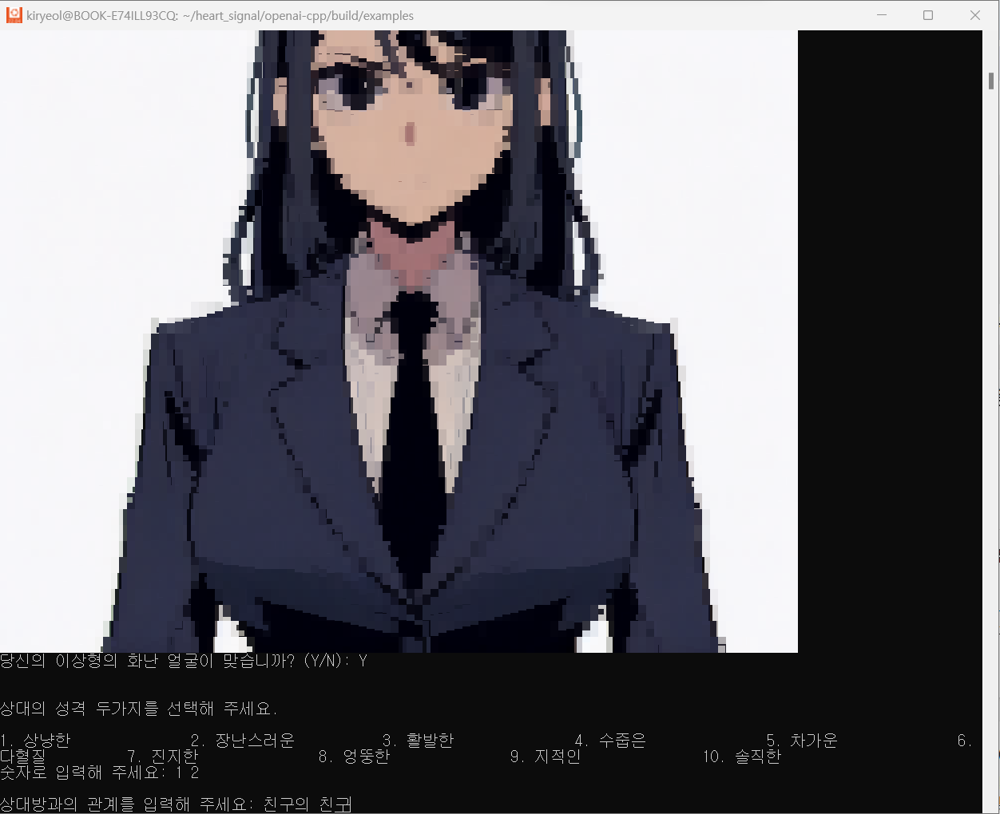 kiryeol@BOOK-E74ILL93CQ: ~/heart_signal/openai-cpp/build/examples
당신의 이상형의 화난 얼굴이 맞습니까? (Y/N): Y
상대의 성격 두가지를 선택해 주세요.
1. 상냥한 2. 장난스러운 3. 활발한 4. 수줍은 5. 차가운 6.
다혈질 7. 진지한 8. 엉뚱한 9. 지적인 10. 솔직한
숫자로 입력해 주세요: 1 2
상대방과의 관계를 입력해 주세요: 친구의 친구